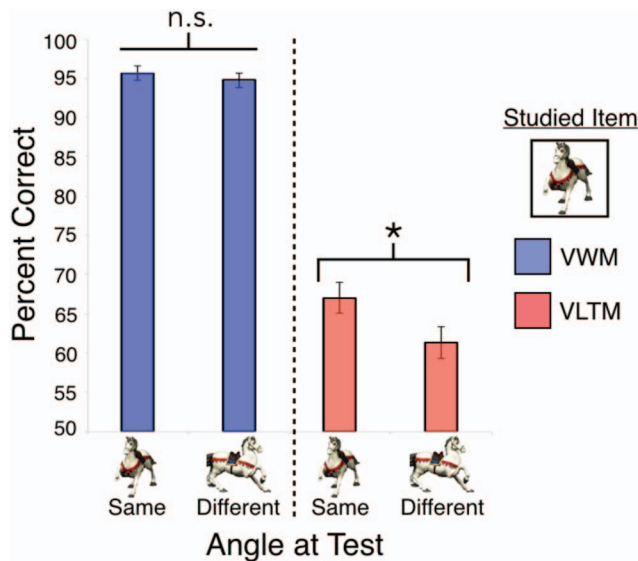 n.s.
100
95
90
85
80
75
70
65
60
55
50
Percent Correct
*
Studied Item
VWM
VLTM
Same Different Same Different
Angle at Test